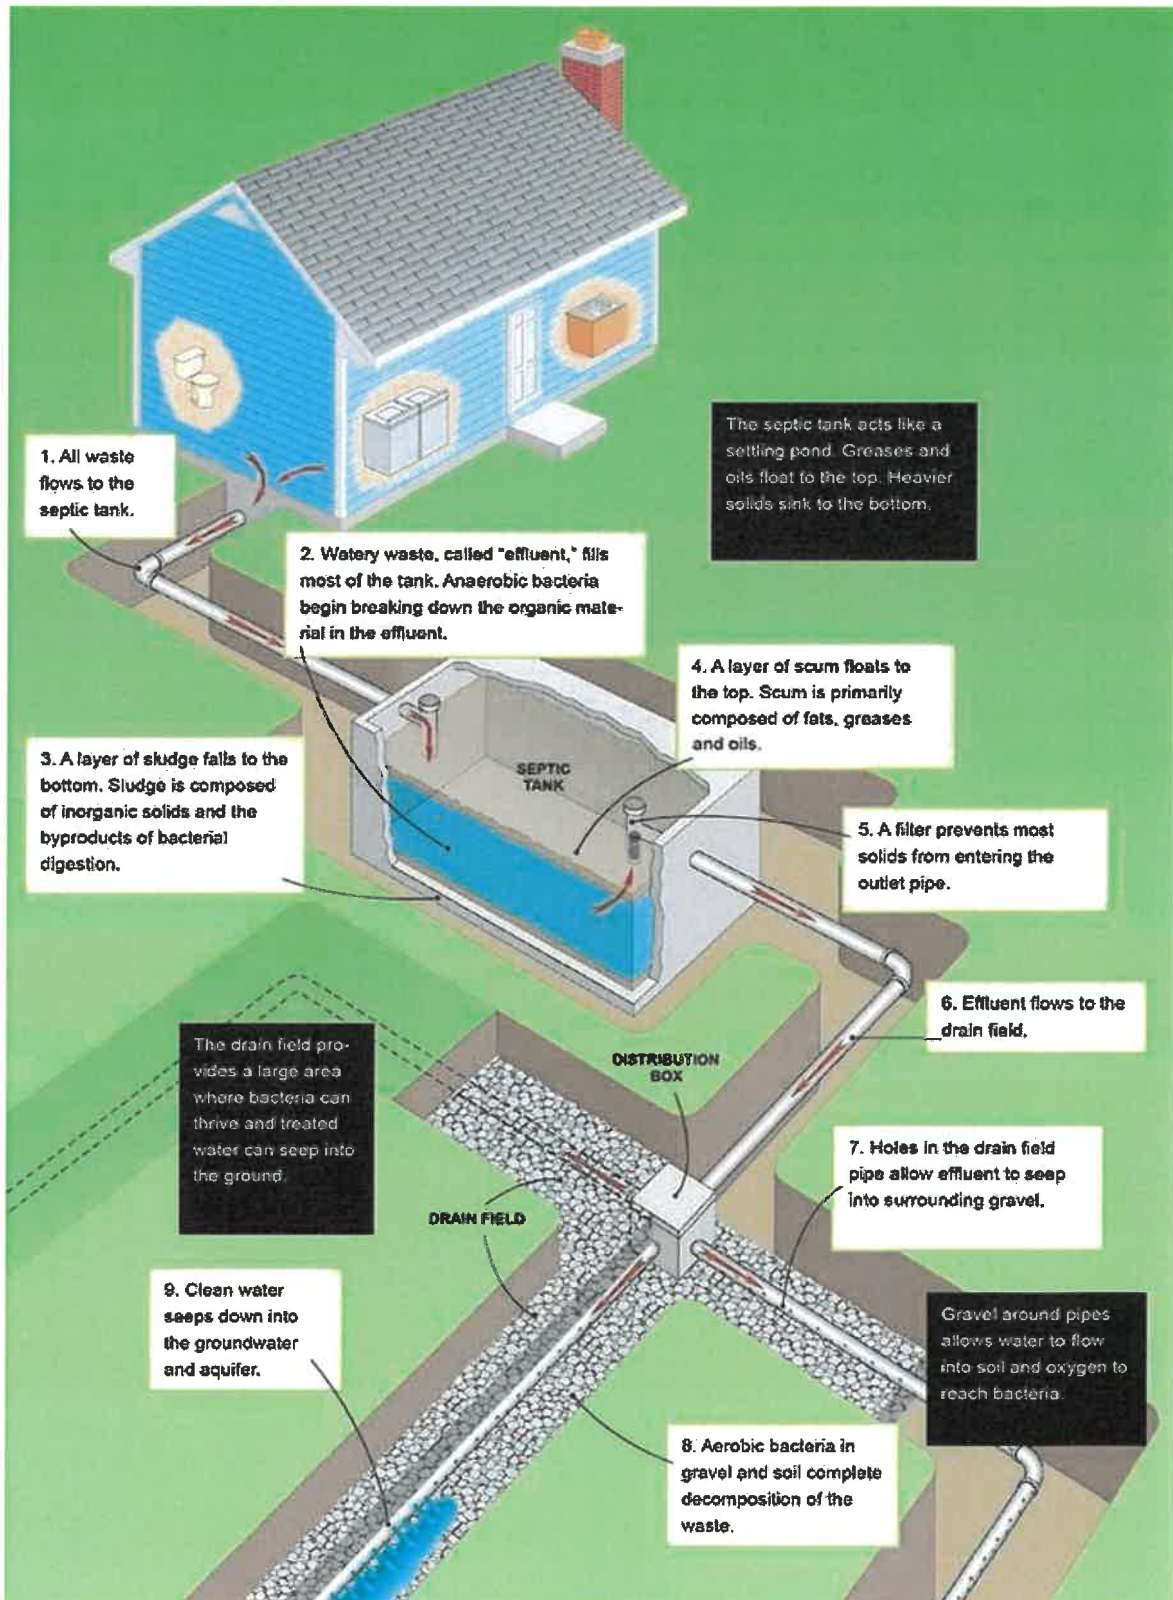 The septic tank acts like a
settling pond. Greases and
oils float to the top. Heavier
solids sink to the bottom.
1. All waste
flows to the
septic tank.
2. Watery waste, called "effluent," fills
most of the tank. Anaerobic bacteria
begin breaking down the organic mate-
rial in the effluent.
4. A layer of scum floats to
the top. Scum is primarily
composed of fats, greases
and oils.
3. A layer of sludge falls to the
bottom. Sludge is composed
of inorganic solids and the
byproducts of bacterial
digestion.
SEPTIC
TANK
5. A filter prevents most
solids from entering the
outlet pipe.
6. Effluent flows to the
drain field.
The drain field pro-
vides a large area
where bacteria can
thrive and treated
water can seep into
the ground.
DISTRIBUTION
BOX
7. Holes in the drain field
pipe allow effluent to seep
into surrounding gravel.
DRAIN FIELD
9. Clean water
seeps down into
the groundwater
and aquifer.
Gravel around pipes
allows water to flow
into soil and oxygen to
reach bacteria.
8. Aerobic bacteria in
gravel and soil complete
decomposition of the
waste.